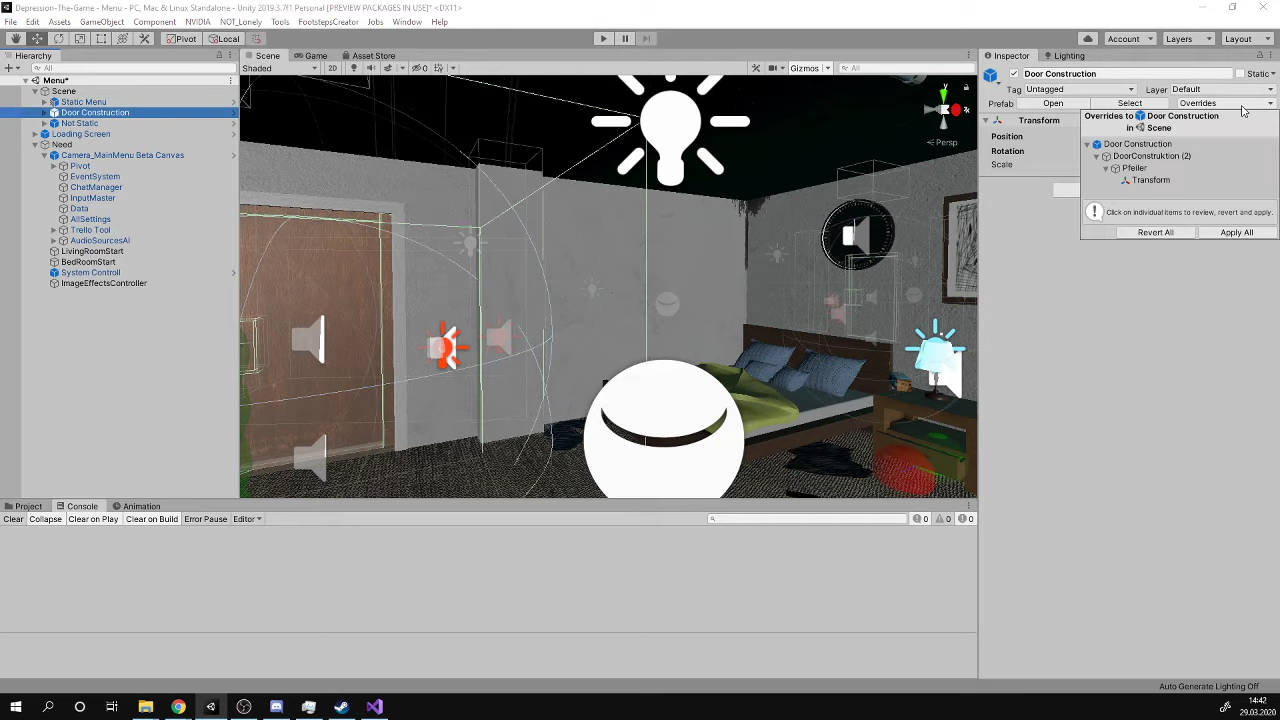 Depression-The-Game - Menu - PC, Mac & Linux Standalone - Unity 2019.3.7f1 Personal [PREVIEW PACKAGES IN USE]* <DX11>
File Edit Assets GameObject Component NVIDIA NOT_Lonely Tools FootstepsCreator Jobs Window Help
Pivot Local Account Layers Layout
Hierarchy Scene Game Asset Store Inspector Lighting
All Shaded 2D 0 Gizmos All Door Construction Static
Menu*
Scene
Static Menu
Door Construction
Not Static
Loading Screen
Need
Camera_MainMenu Beta Canvas
Pivot
EventSystem
ChatManager
InputMaster
Data
AllSettings
Trello Tool
AudioSourcesAl
LivingRoomStart
BedRoomStart
System Controll
ImageEffectsController
y
Persp
Tag Untagged Layer Default
Prefab Open Select Overrides
Transform
Position
Rotation
Scale
Overrides to Door Construction
in Scene
Door Construction
DoorConstruktion (2)
Pfeiler
Transform
Click on individual items to review, revert and apply.
Revert All Apply All
Project Console Animation
Clear Collapse Clear on Play Clear on Build Error Pause Editor 0 0 0
Auto Generate Lighting Off
14:42
29.03.2020